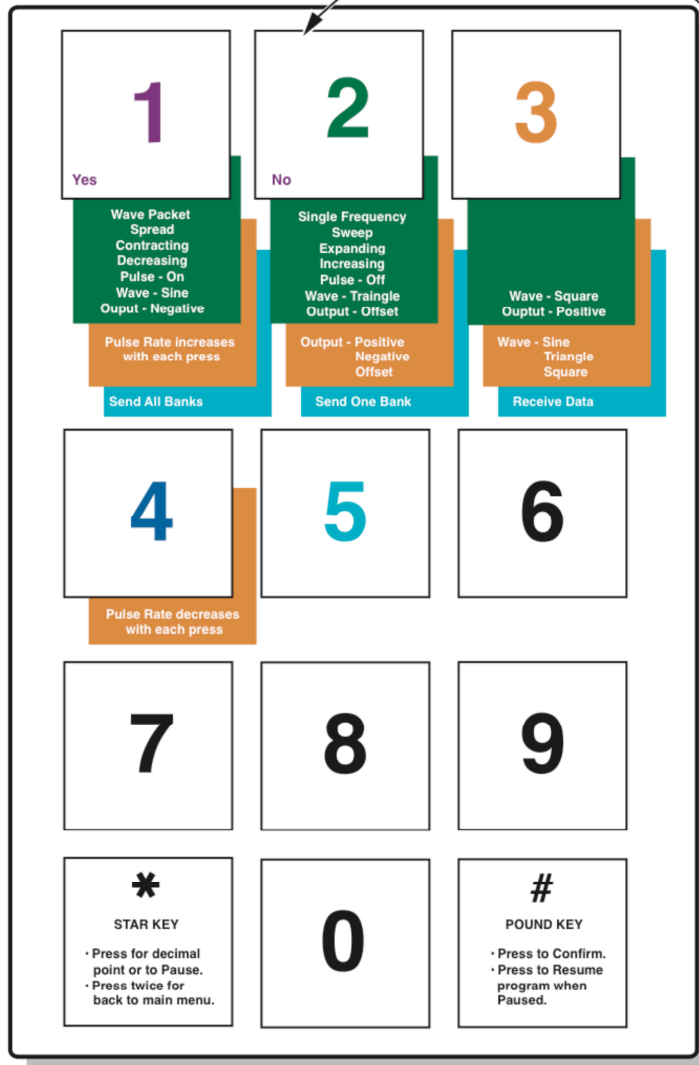 1
Yes
Wave Packet
Spread
Contracting
Decreasing
Pulse - On
Wave - Sine
Ouput - Negative
Pulse Rate increases
with each press
Send All Banks
2
No
Single Frequency
Sweep
Expanding
Increasing
Pulse - Off
Wave - Traingle
Output - Offset
Output - Positive
Negative
Offset
Send One Bank
3
Wave - Square
Ouptut - Positive
Wave - Sine
Triangle
Square
Receive Data
4
Pulse Rate decreases
with each press
5
6
7
8
9
*
STAR KEY
· Press for decimal
point or to Pause.
· Press twice for
back to main menu.
0
#
POUND KEY
· Press to Confirm.
· Press to Resume
program when
Paused.